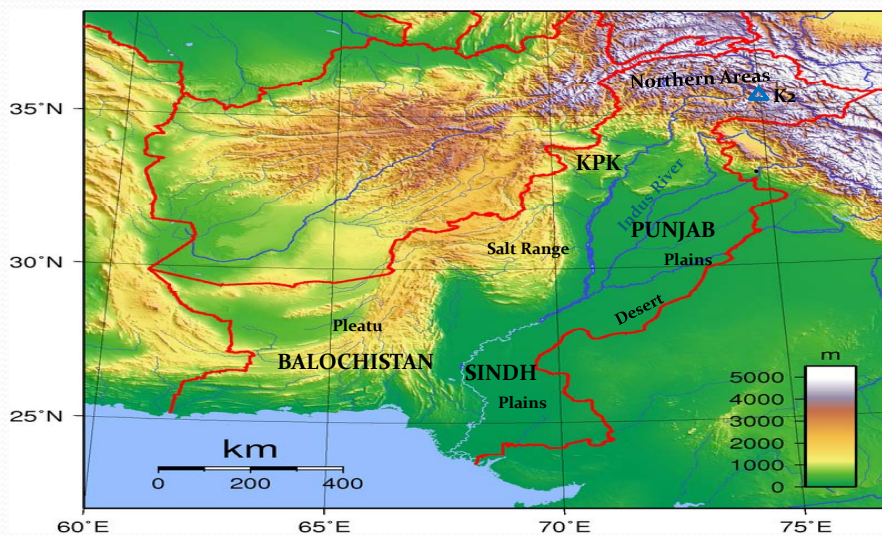 Northern Areas
K2
35°N
KPK
Indus River
PUNJAB
Salt Range
Plains
30°N
Desert
Pleatu
BALOCHISTAN
SINDH
Plains
25°N
m
5000
4000
3000
2000
1000
0
km
0 200 400
60°E 65°E 70°E 75°E